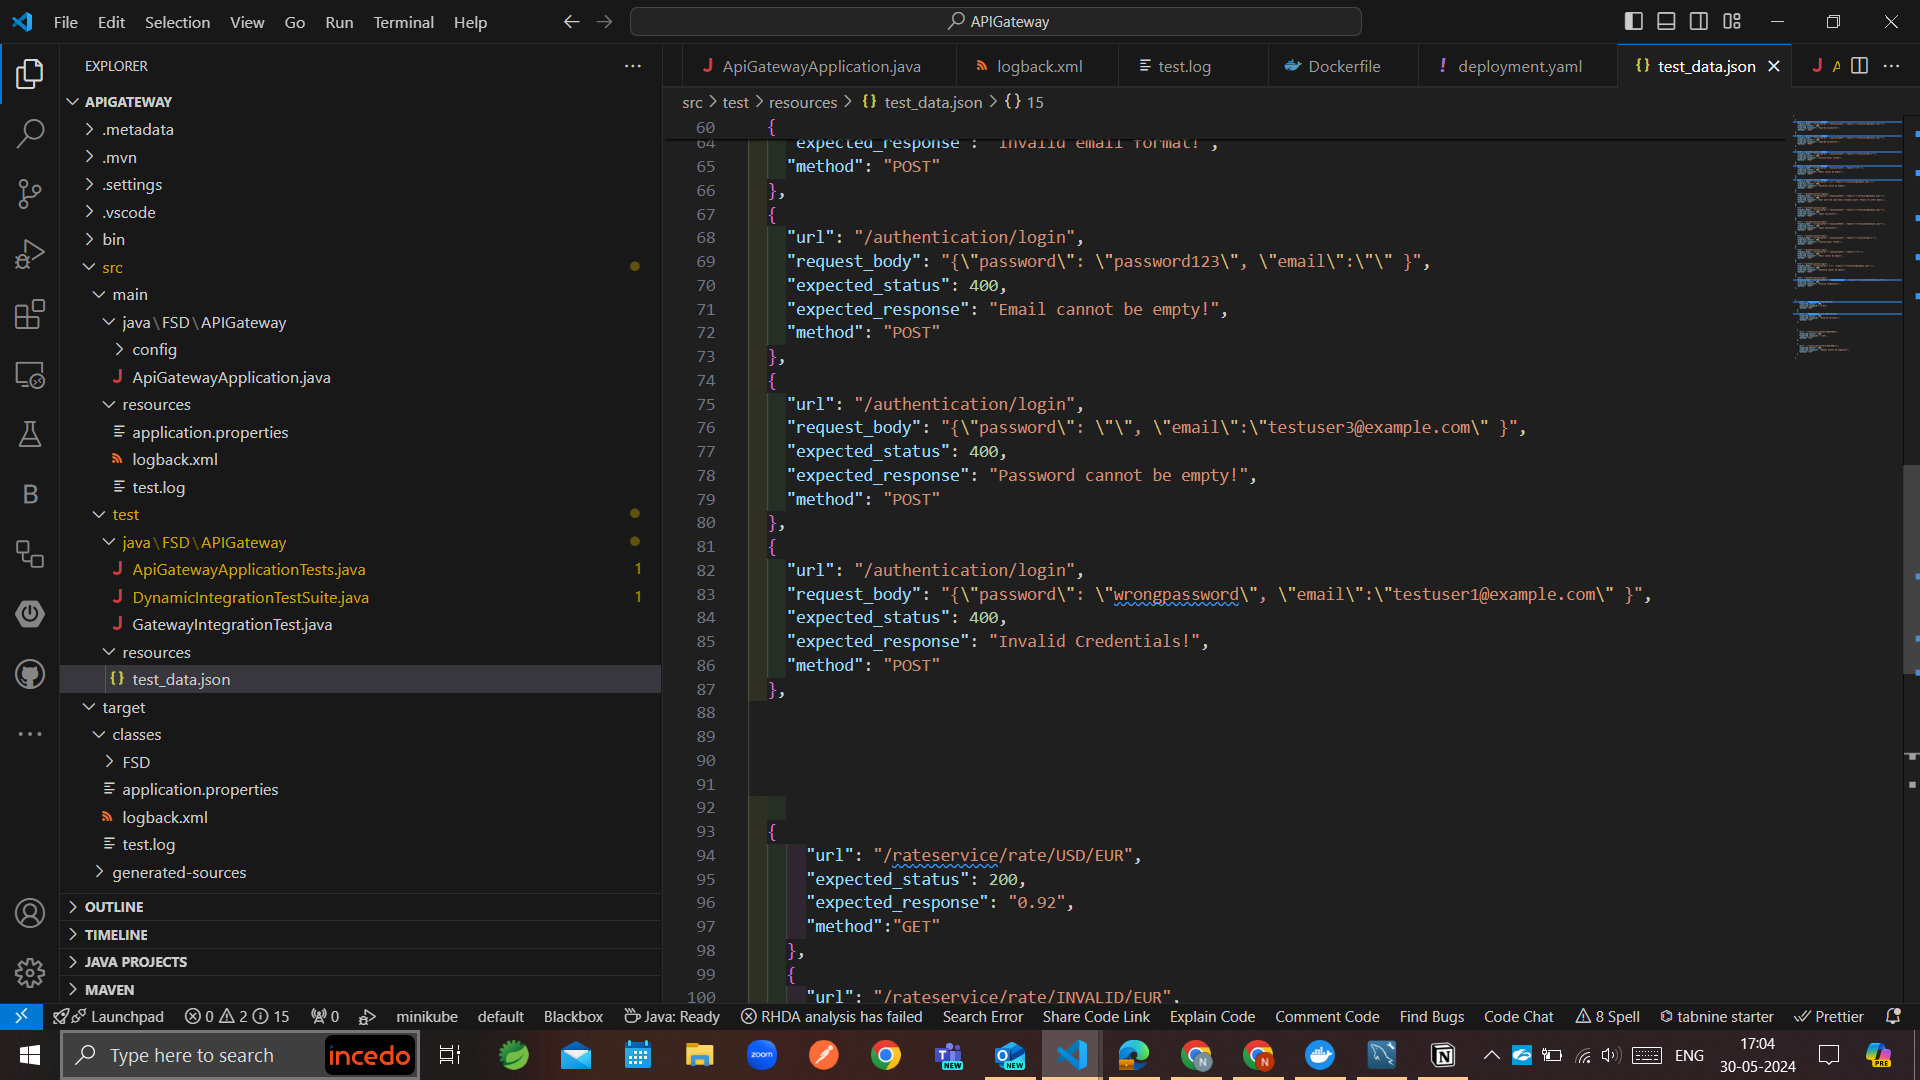 File Edit Selection View Go Run Terminal Help
APIGateway
EXPLORER
APIGATEWAY
.metadata
.mvn
.settings
.vscode
bin
src
main
java\FSD\APIGateway
config
ApiGatewayApplication.java
resources
application.properties
logback.xml
test.log
test
java\FSD\APIGateway
ApiGatewayApplicationTests.java 1
DynamicIntegrationTestSuite.java 1
GatewayIntegrationTest.java
resources
test_data.json
target
classes
FSD
application.properties
logback.xml
test.log
generated-sources
OUTLINE
TIMELINE
JAVA PROJECTS
MAVEN
ApiGatewayApplication.java logback.xml test.log Dockerfile deployment.yaml test_data.json
src > test > resources > {} test_data.json > {} 15
60 {
64 "expected_response": "Invalid email format!",
65 "method": "POST"
66 },
67 {
68 "url": "/authentication/login",
69 "request_body": "{\"password\": \"password123\", \"email\":\"\" }",
70 "expected_status": 400,
71 "expected_response": "Email cannot be empty!",
72 "method": "POST"
73 },
74 {
75 "url": "/authentication/login",
76 "request_body": "{\"password\": \"\", \"email\":\"testuser3@example.com\" }",
77 "expected_status": 400,
78 "expected_response": "Password cannot be empty!",
79 "method": "POST"
80 },
81 {
82 "url": "/authentication/login",
83 "request_body": "{\"password\": \"wrongpassword\", \"email\":\"testuser1@example.com\" }",
84 "expected_status": 400,
85 "expected_response": "Invalid Credentials!",
86 "method": "POST"
87 },
88
89
90
91
92
93 {
94 "url": "/rateservice/rate/USD/EUR",
95 "expected_status": 200,
96 "expected_response": "0.92",
97 "method":"GET"
98 },
99 {
100 "url": "/rateservice/rate/INVALID/EUR",
Launchpad 0 2 15 0 minikube default Blackbox Java: Ready RHDA analysis has failed Search Error Share Code Link Explain Code Comment Code Find Bugs Code Chat 8 Spell tabnine starter Prettier
Type here to search incedo
zoom
NEW
NEW
ENG
17:04
30-05-2024
PRE